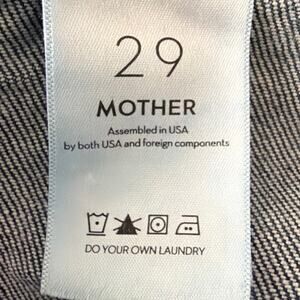 29
MOTHER
Assembled in USA
by both USA and foreign components
DO YOUR OWN LAUNDRY